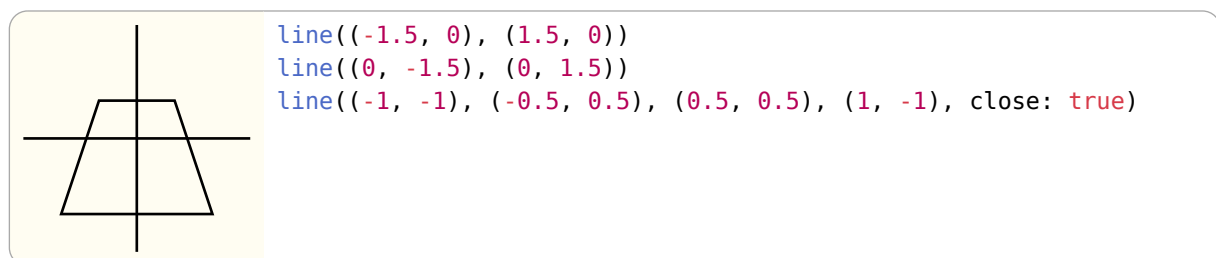 line((-1.5, 0), (1.5, 0))
line((0, -1.5), (0, 1.5))
line((-1, -1), (-0.5, 0.5), (0.5, 0.5), (1, -1), close: true)